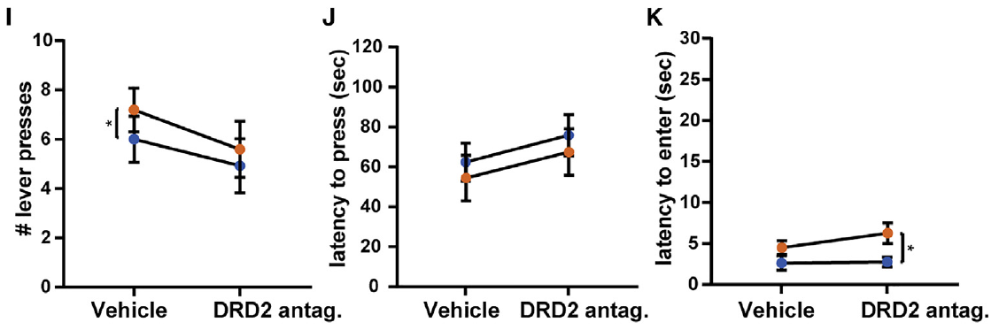 I
# lever presses
10
8
6
4
2
0
*
Vehicle
DRD2 antag.
J
latency to press (sec)
120
100
80
60
40
20
0
Vehicle
DRD2 antag.
K
latency to enter (sec)
30
25
20
15
10
5
0
*
Vehicle
DRD2 antag.